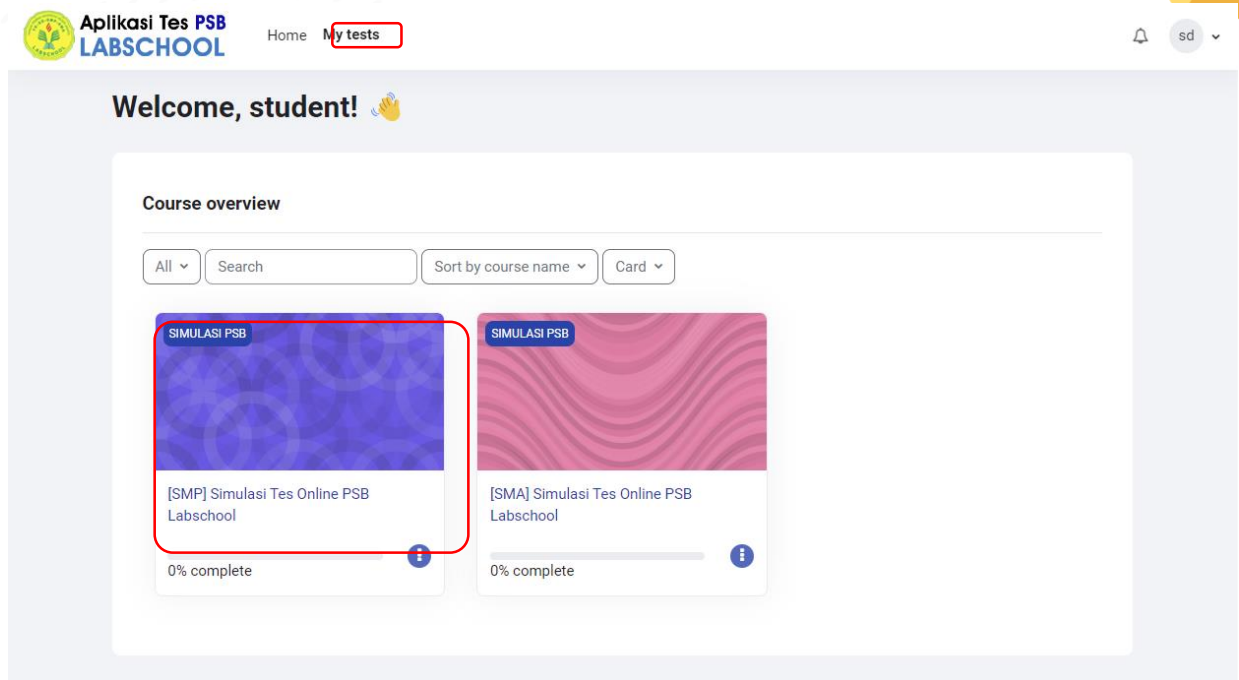 Aplikasi Tes PSB
LABSCHOOL
Home My tests
sd
Welcome, student!
Course overview
All Search Sort by course name Card
SIMULASI PSB
[SMP] Simulasi Tes Online PSB
Labschool
0% complete
SIMULASI PSB
[SMA] Simulasi Tes Online PSB
Labschool
0% complete